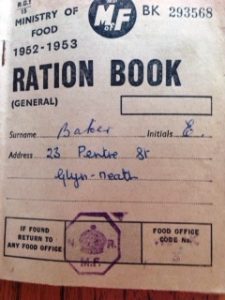 R.G.T
15
MINISTRY OF
FOOD
1952-1953
M OF F
BK 293568
RATION BOOK
(GENERAL)
Surname Baker Initials E.
Address 23 Pentre St
Glyn-Neath
IF FOUND
RETURN TO
ANY FOOD OFFICE
R.
M.F.
FOOD OFFICE
CODE No.